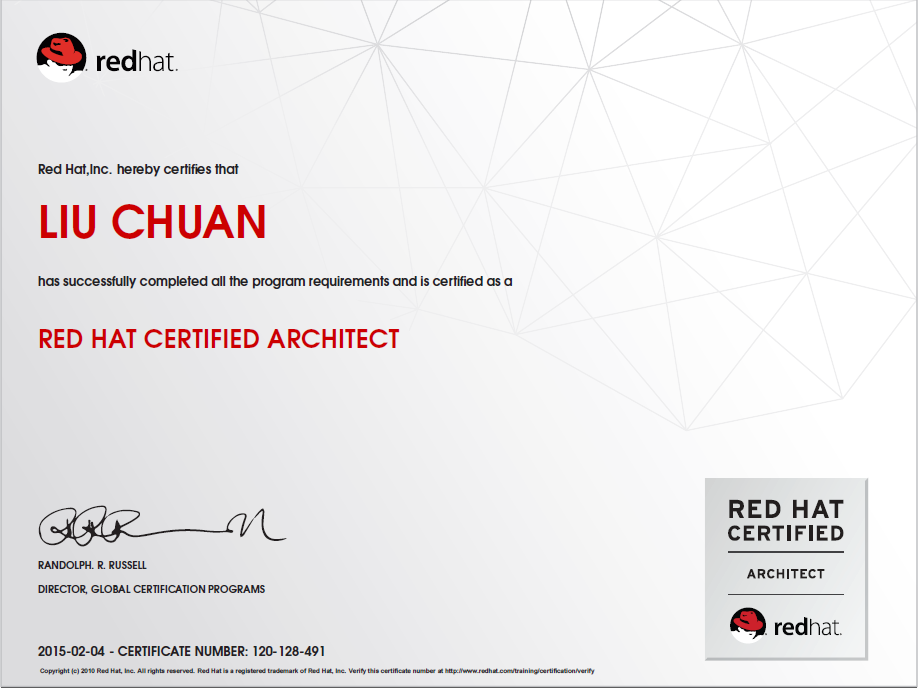 redhat.
Red Hat,Inc. hereby certifies that
LIU CHUAN
has successfully completed all the program requirements and is certified as a
RED HAT CERTIFIED ARCHITECT
RANDOLPH. R. RUSSELL
DIRECTOR, GLOBAL CERTIFICATION PROGRAMS
2015-02-04 - CERTIFICATE NUMBER: 120-128-491
Copyright (c) 2010 Red Hat, Inc. All rights reserved. Red Hat is a registered trademark of Red Hat, Inc. Verify this certificate number at http://www.redhat.com/training/certification/verify
RED HAT
CERTIFIED
ARCHITECT
redhat.